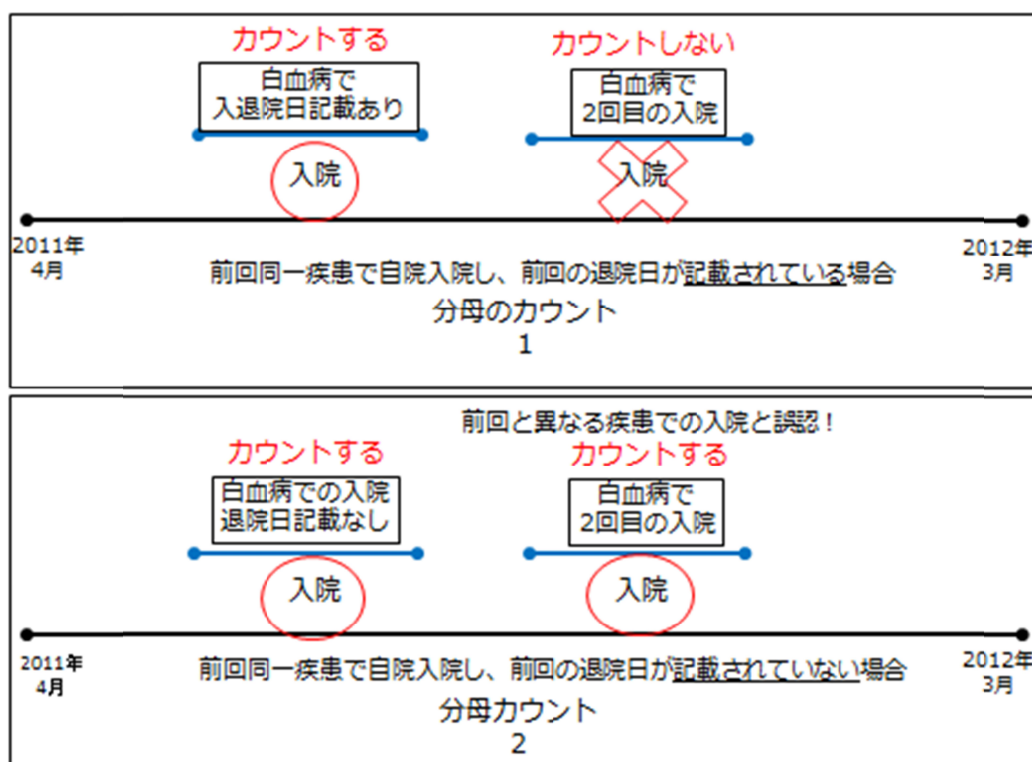 カウントする
カウントしない
白血病で
入退院日記載あり
白血病で
2回目の入院
入院
入院
2011年
4月
2012年
3月
前回同一疾患で自院入院し、前回の退院日が記載されている場合
分母のカウント
1
前回と異なる疾患での入院と誤認！
カウントする
カウントする
白血病での入院
退院日記載なし
白血病で
2回目の入院
入院
入院
2011年
4月
2012年
3月
前回同一疾患で自院入院し、前回の退院日が記載されていない場合
分母カウント
2